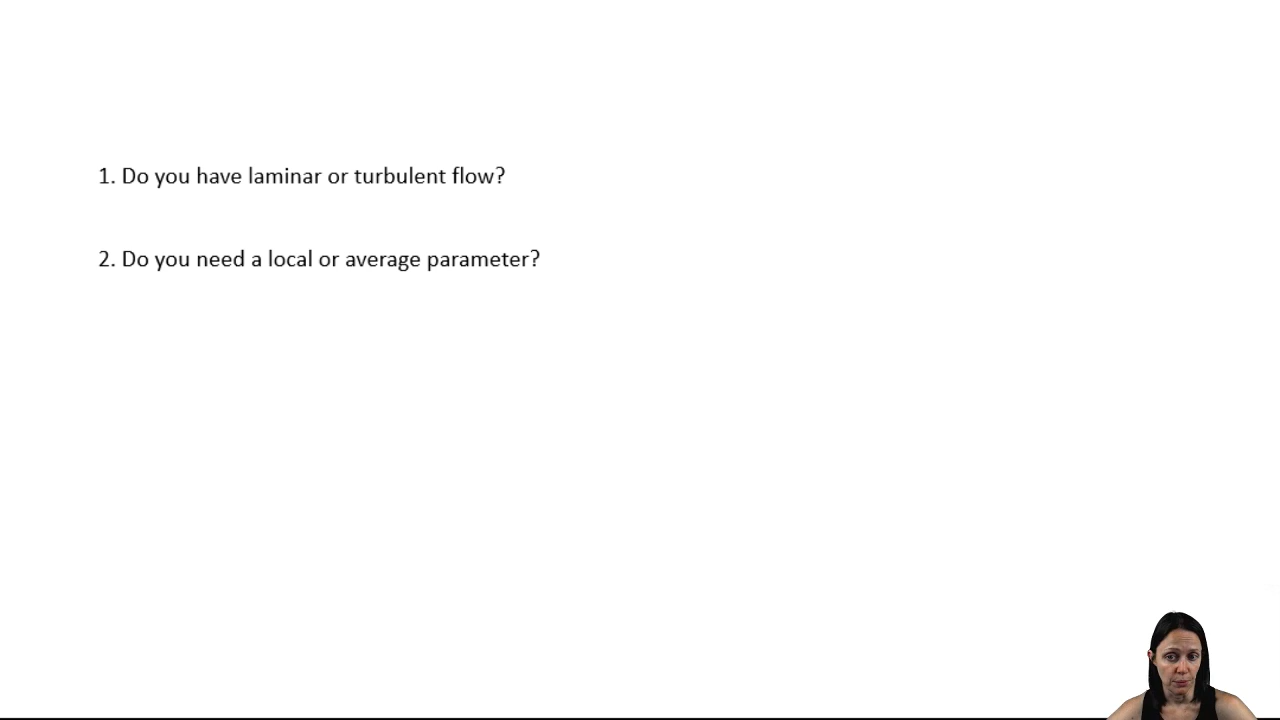 1. Do you have laminar or turbulent flow?
2. Do you need a local or average parameter?